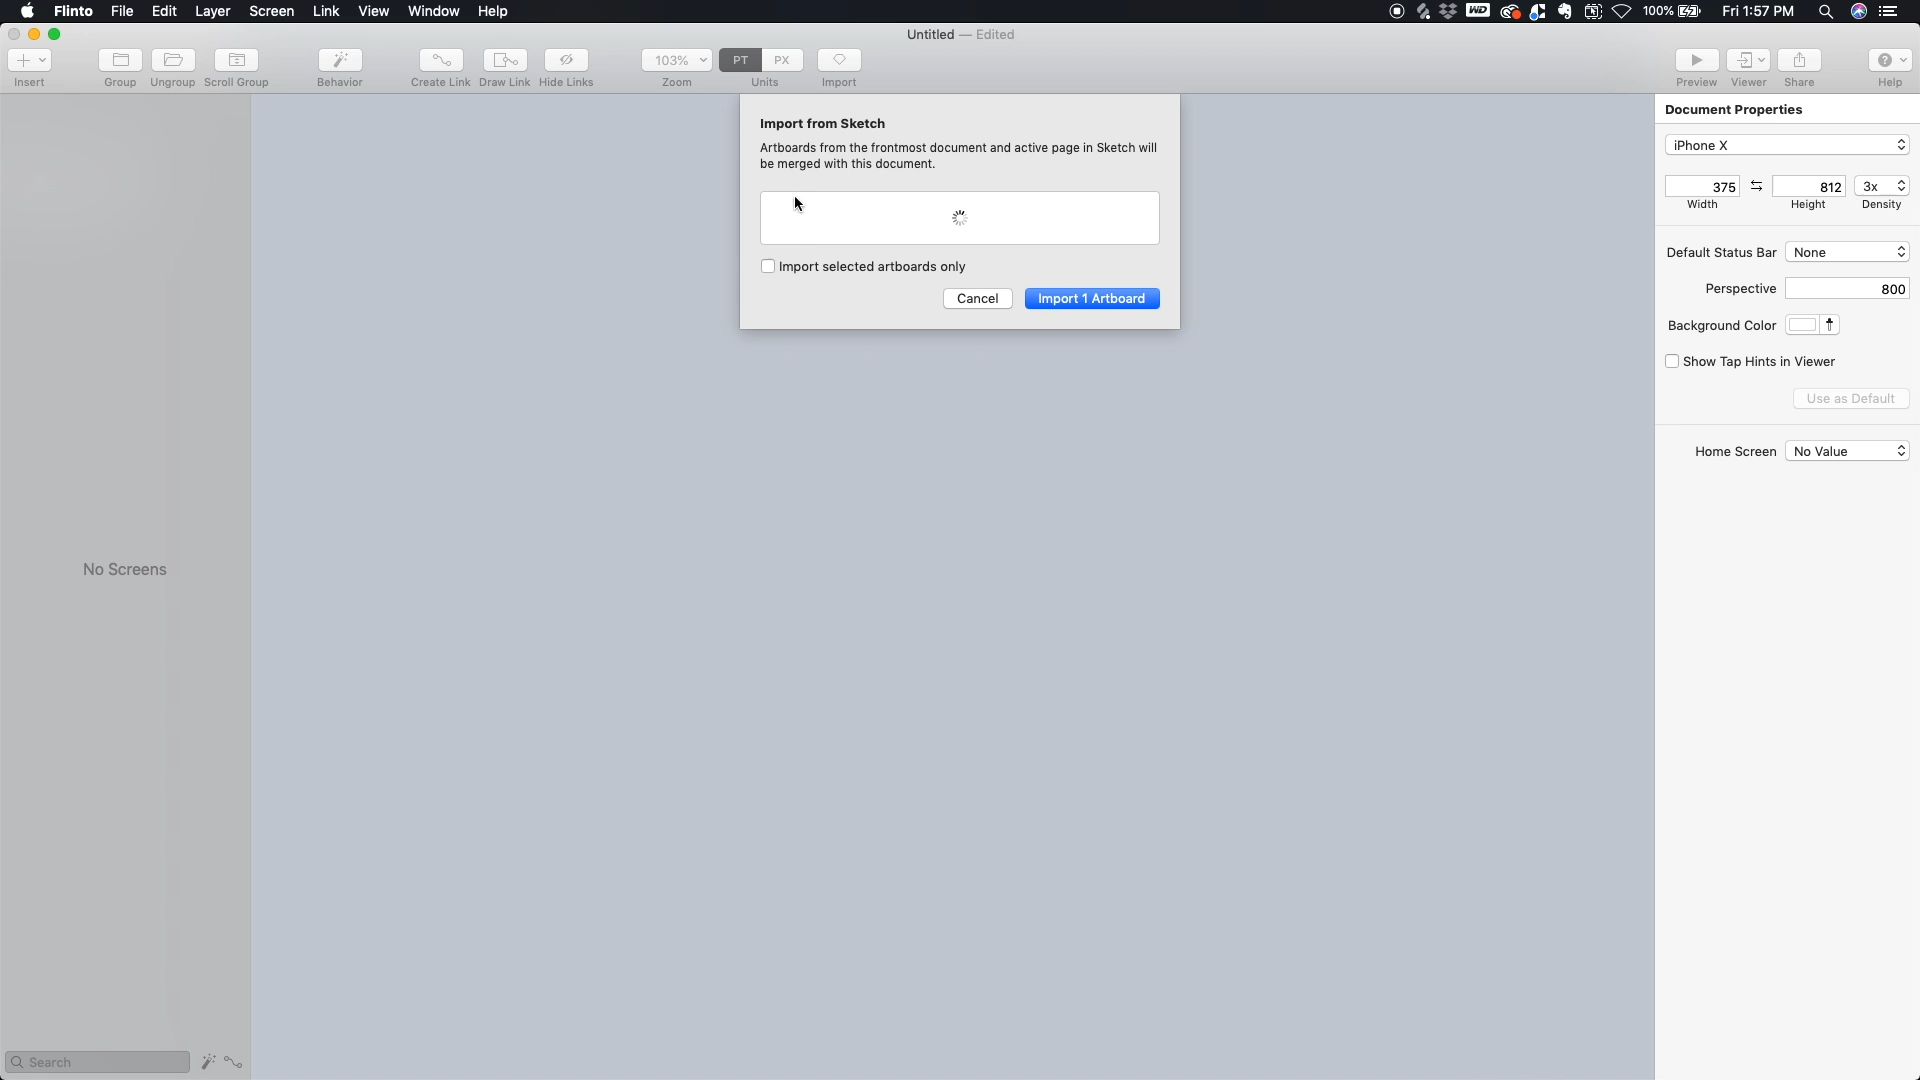 Flinto File Edit Layer Screen Link View Window Help WD 100% Fri 1:57 PM
Untitled — Edited
103% PT PX
Insert Group Ungroup Scroll Group Behavior Create Link Draw Link Hide Links Zoom Units Import Preview Viewer Share Help
Import from Sketch
Artboards from the frontmost document and active page in Sketch will
be merged with this document.
Import selected artboards only
Cancel Import 1 Artboard
No Screens
Search
Document Properties
iPhone X
375 812 3x
Width Height Density
Default Status Bar None
Perspective 800
Background Color
Show Tap Hints in Viewer
Use as Default
Home Screen No Value